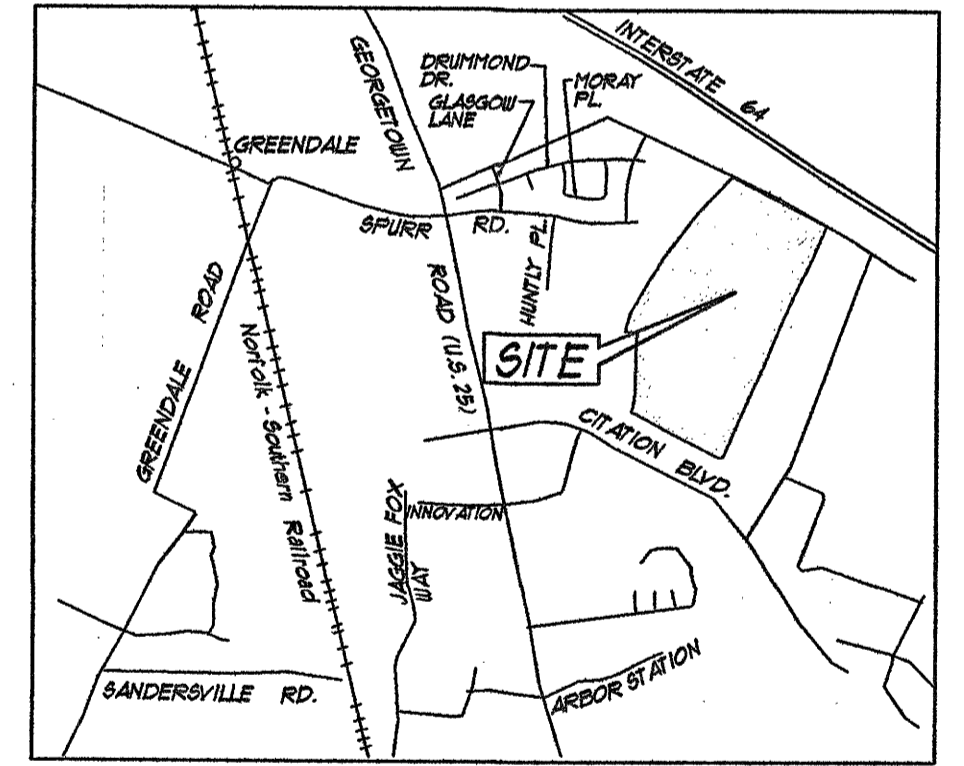 INTERSTATE 64
GEORGETOWN
DRUMMOND
DR.
MORAY
PL.
GLASGOW
LANE
GREENDALE
SPURR RD.
HUNTLY PL.
ROAD (U.S. 25)
GREENDALE ROAD
SITE
Norfolk-Southern Railroad
CITATION BLVD.
INNOVATION
JAGGIE FOX
WAY
ARBOR STATION
SANDERSVILLE RD.